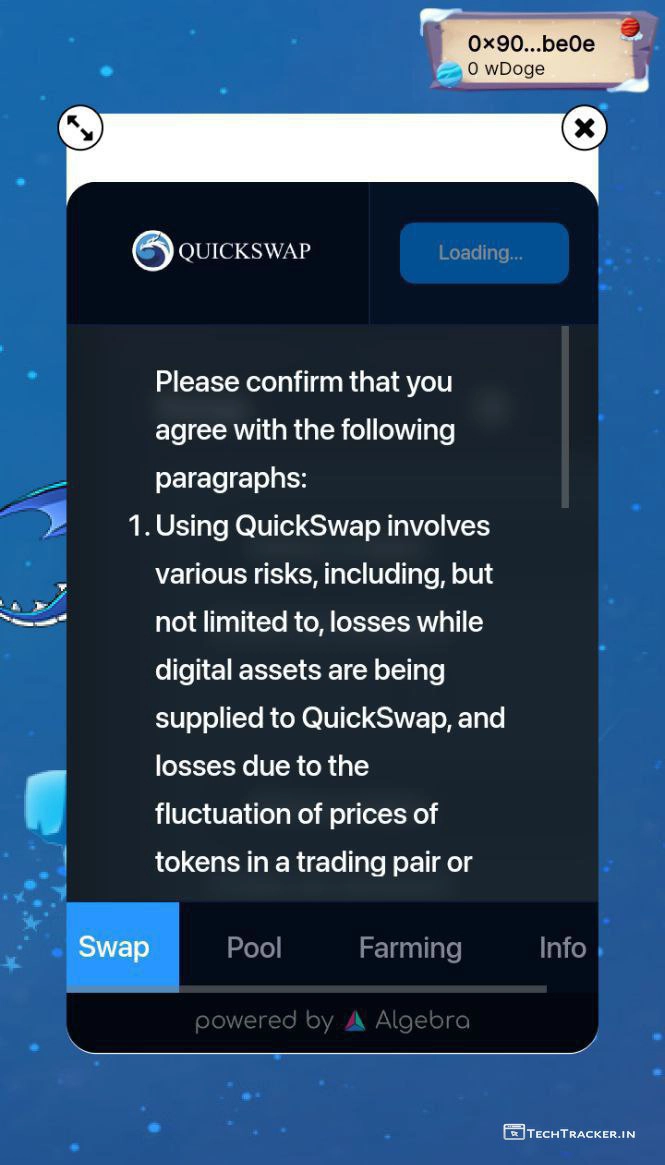 0×90...be0e
0 wDoge
QUICKSWAP
Loading...
Please confirm that you
agree with the following
paragraphs:
1. Using QuickSwap involves
various risks, including, but
not limited to, losses while
digital assets are being
supplied to QuickSwap, and
losses due to the
fluctuation of prices of
tokens in a trading pair or
Swap Pool Farming Info
powered by Algebra
TECHTRACKER.IN